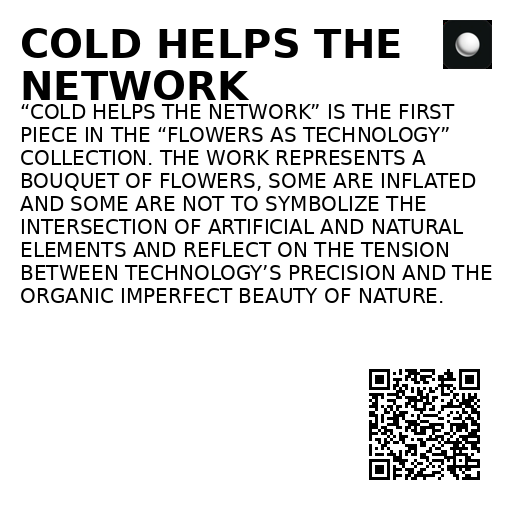 COLD HELPS THE
NETWORK
“COLD HELPS THE NETWORK” IS THE FIRST
PIECE IN THE “FLOWERS AS TECHNOLOGY”
COLLECTION. THE WORK REPRESENTS A
BOUQUET OF FLOWERS, SOME ARE INFLATED
AND SOME ARE NOT TO SYMBOLIZE THE
INTERSECTION OF ARTIFICIAL AND NATURAL
ELEMENTS AND REFLECT ON THE TENSION
BETWEEN TECHNOLOGY’S PRECISION AND THE
ORGANIC IMPERFECT BEAUTY OF NATURE.